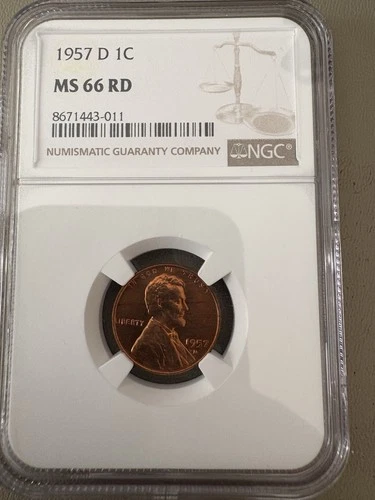 1957 D 1C
MS 66 RD
8671443-011
NUMISMATIC GUARANTY COMPANY
NGC®
LIBERTY
1957
D